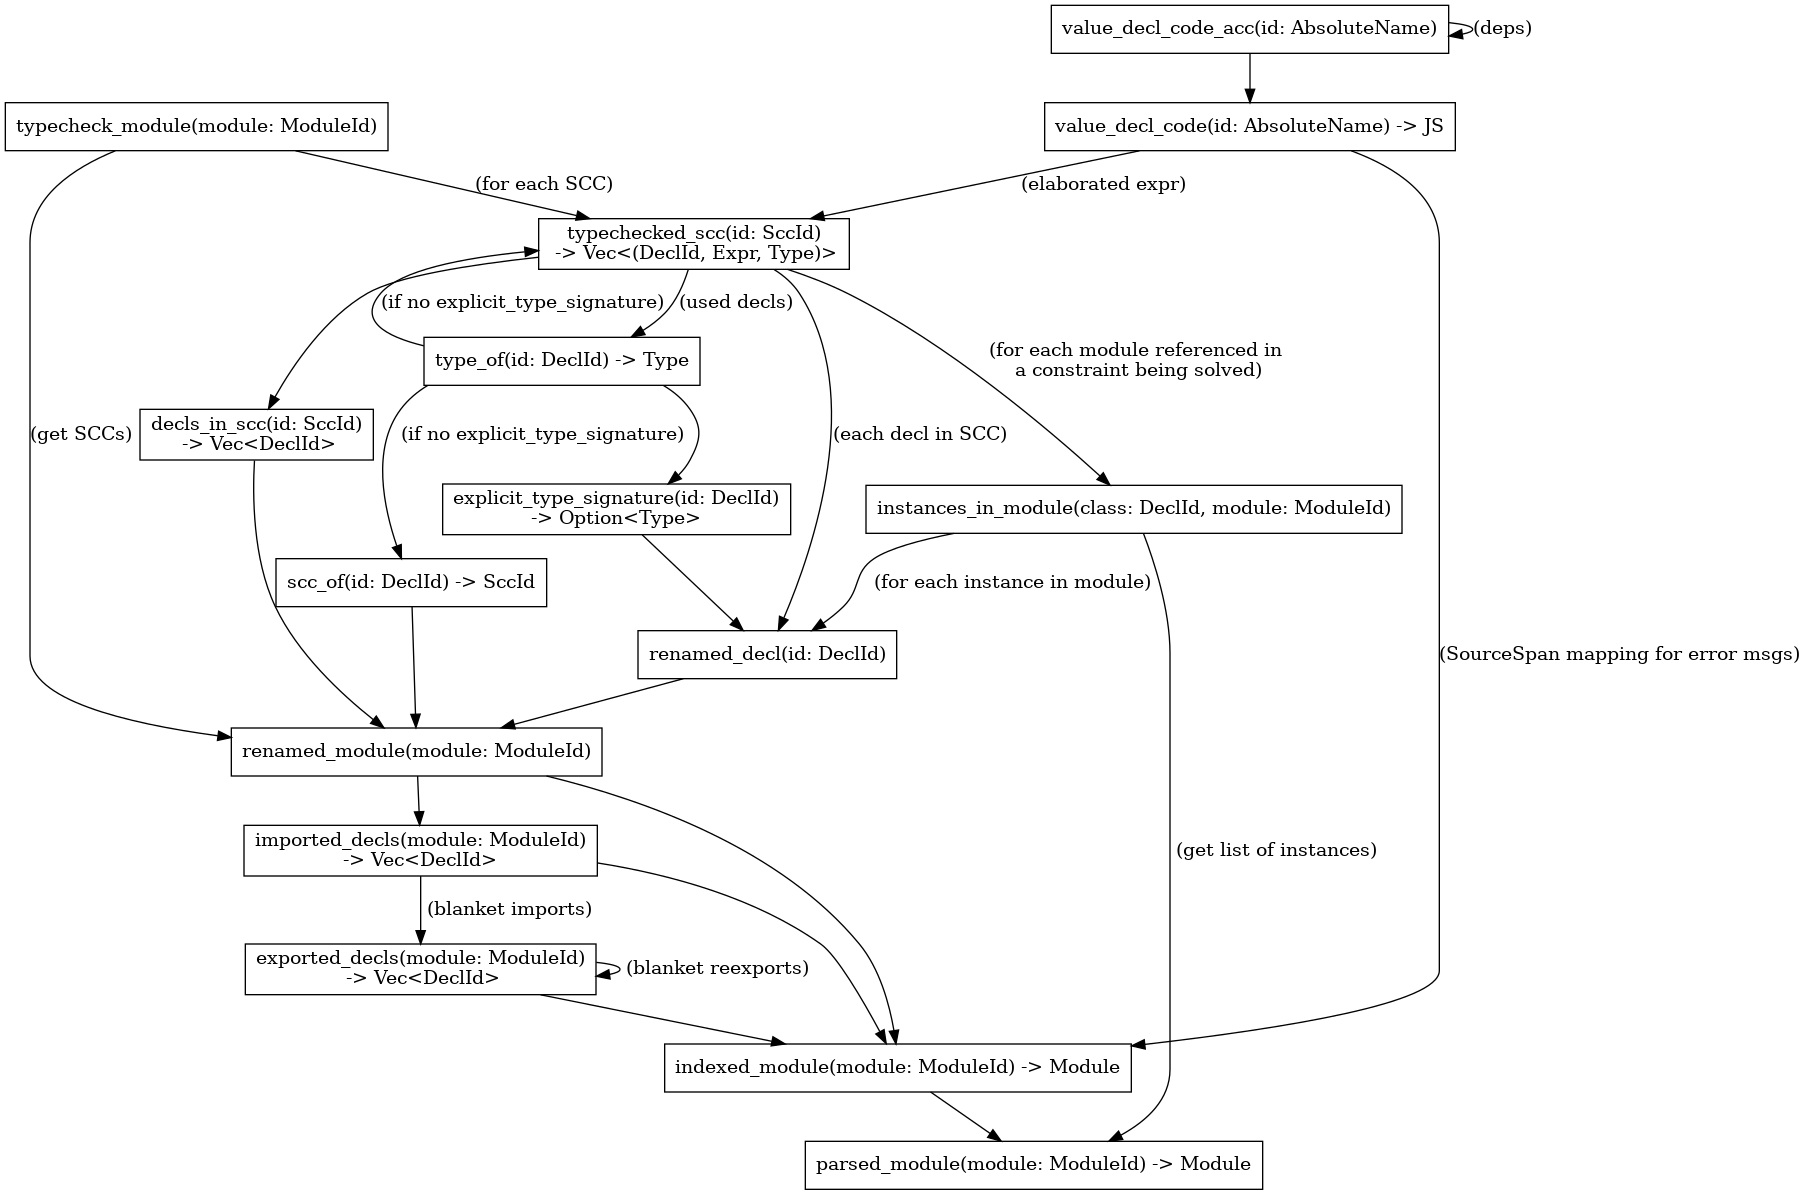 value_decl_code_acc(id: AbsoluteName)
(deps)
typecheck_module(module: ModuleId)
value_decl_code(id: AbsoluteName) -> JS
(for each SCC)
(elaborated expr)
typechecked_scc(id: SccId)
-> Vec<(DeclId, Expr, Type)>
(if no explicit_type_signature)
(used decls)
type_of(id: DeclId) -> Type
(for each module referenced in
a constraint being solved)
(get SCCs)
decls_in_scc(id: SccId)
-> Vec<DeclId>
(if no explicit_type_signature)
(each decl in SCC)
explicit_type_signature(id: DeclId)
-> Option<Type>
instances_in_module(class: DeclId, module: ModuleId)
scc_of(id: DeclId) -> SccId
(for each instance in module)
renamed_decl(id: DeclId)
(SourceSpan mapping for error msgs)
renamed_module(module: ModuleId)
imported_decls(module: ModuleId)
-> Vec<DeclId>
(get list of instances)
(blanket imports)
exported_decls(module: ModuleId)
-> Vec<DeclId>
(blanket reexports)
indexed_module(module: ModuleId) -> Module
parsed_module(module: ModuleId) -> Module